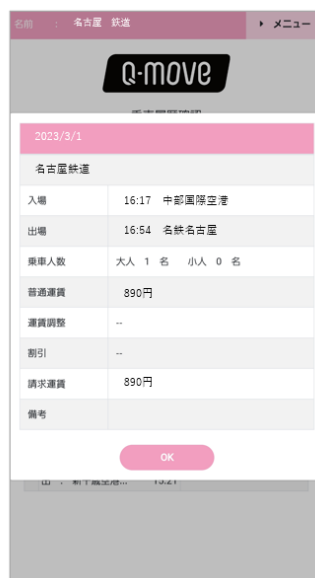 名前 : 名古屋 鉄道
メニュー
Q-move
2023/3/1
名古屋鉄道
入場 16:17 中部国際空港
出場 16:54 名鉄名古屋
乗車人数 大人 1 名 小人 0 名
普通運賃 890円
運賃調整 --
割引 --
請求運賃 890円
備考
OK